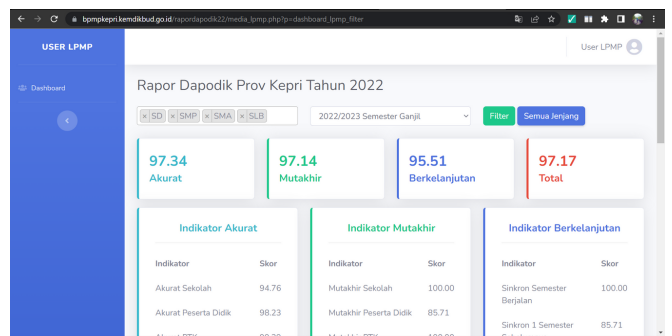 bpmpkepri.kemdikbud.go.id/rapordapodik22/media_lpmp.php?p=dashboard_lpmp_filter
USER LPMP
User LPMP
Dashboard
Rapor Dapodik Prov Kepri Tahun 2022
× SD × SMP × SMA × SLB
2022/2023 Semester Ganjil
Filter
Semua Jenjang
97.34
Akurat
97.14
Mutakhir
95.51
Berkelanjutan
97.17
Total
Indikator Akurat
Indikator Skor
Akurat Sekolah 94.76
Akurat Peserta Didik 98.23
Indikator Mutakhir
Indikator Skor
Mutakhir Sekolah 100.00
Mutakhir Peserta Didik 85.71
Indikator Berkelanjutan
Indikator Skor
Sinkron Semester 100.00
Berjalan
Sinkron 1 Semester 85.71